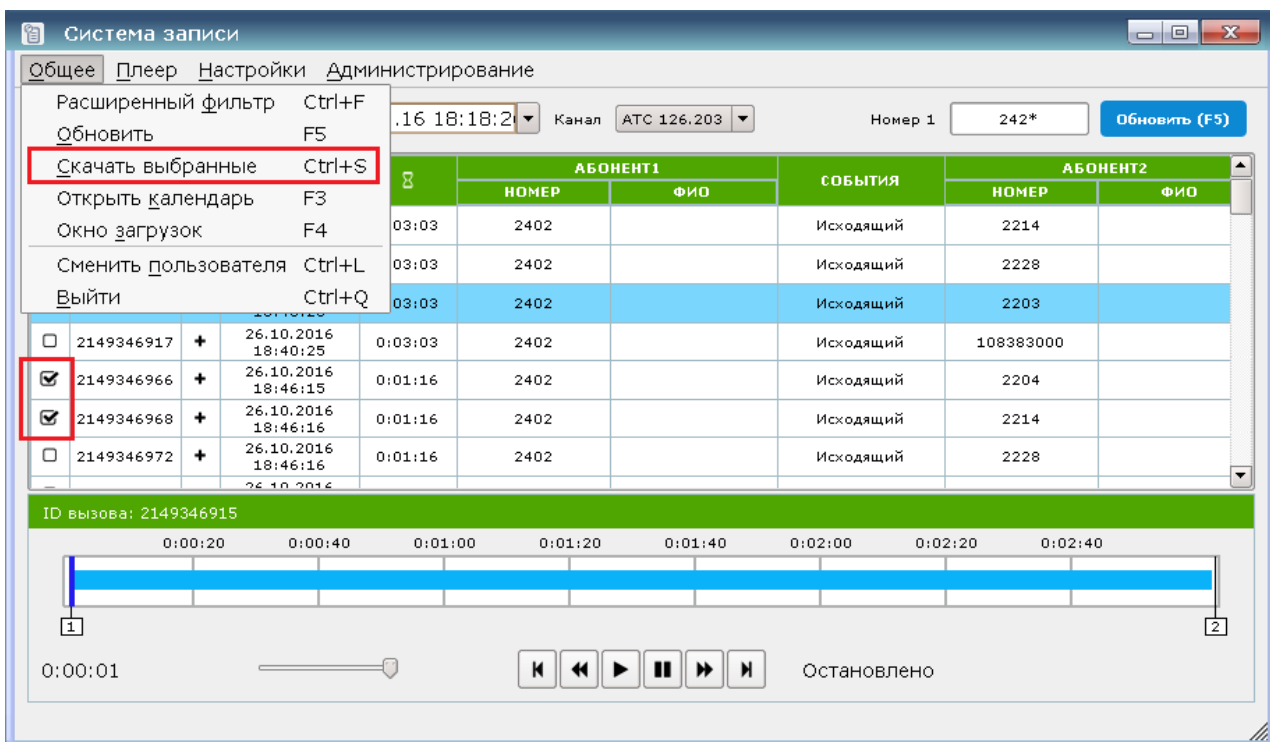 Система записи
Общее Плеер Настройки Администрирование
Расширенный фильтр Ctrl+F
Обновить F5
Скачать выбранные Ctrl+S
Открыть календарь F3
Окно загрузок F4
Сменить пользователя Ctrl+L
Выйти Ctrl+Q
.16 18:18:2 Канал АТС 126.203 Номер 1 242* Обновить (F5)
АБОНЕНТ1 СОБЫТИЯ АБОНЕНТ2
НОМЕР ФИО НОМЕР ФИО
03:03 2402 Исходящий 2214
03:03 2402 Исходящий 2228
03:03 2402 Исходящий 2203
2149346917 + 26.10.2016 18:40:25 0:03:03 2402 Исходящий 108383000
2149346966 + 26.10.2016 18:46:15 0:01:16 2402 Исходящий 2204
2149346968 + 26.10.2016 18:46:16 0:01:16 2402 Исходящий 2214
2149346972 + 26.10.2016 18:46:16 0:01:16 2402 Исходящий 2228
26.10.2016
ID вызова: 2149346915
0:00:20 0:00:40 0:01:00 0:01:20 0:01:40 0:02:00 0:02:20 0:02:40
1 2
0:00:01 Остановлено